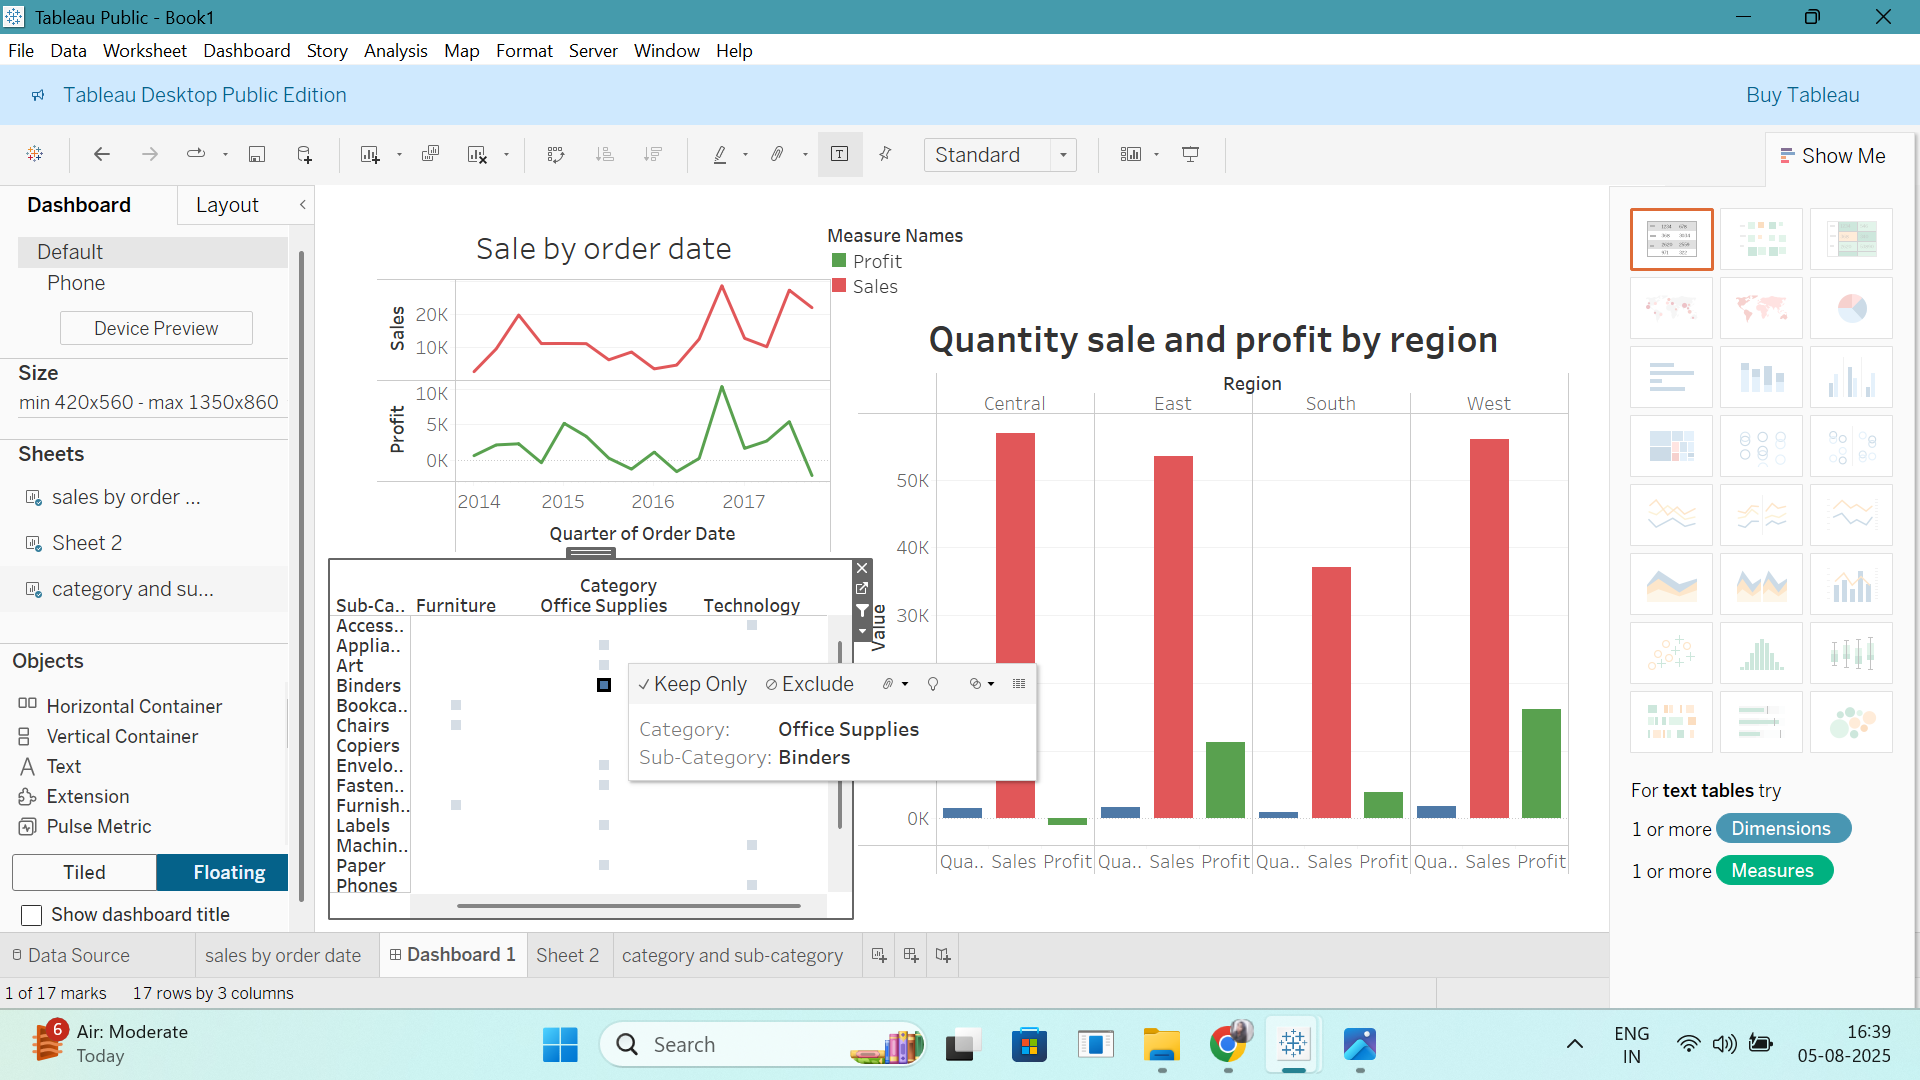 Tableau Public - Book1
File Data Worksheet Dashboard Story Analysis Map Format Server Window Help
Tableau Desktop Public Edition
Buy Tableau
Standard
Show Me
Dashboard
Layout
Default
Phone
Device Preview
Size
min 420x560 - max 1350x860
Sheets
sales by order ...
Sheet 2
category and su...
Objects
Horizontal Container
Vertical Container
Text
Extension
Pulse Metric
Tiled
Floating
Show dashboard title
Sale by order date
Sales
20K
10K
Profit
10K
5K
0K
2014 2015 2016 2017
Quarter of Order Date
Measure Names
Profit
Sales
Quantity sale and profit by region
Region
Central East South West
Value
50K
40K
30K
0K
Qua.. Sales Profit Qua.. Sales Profit Qua.. Sales Profit Qua.. Sales Profit
Category
Sub-Ca.. Furniture Office Supplies Technology
Access..
Applia..
Art
Binders
Bookca..
Chairs
Copiers
Envelo..
Fasten..
Furnish..
Labels
Machin..
Paper
Phones
Keep Only Exclude
Category: Office Supplies
Sub-Category: Binders
For text tables try
1 or more Dimensions
1 or more Measures
Data Source
sales by order date
Dashboard 1
Sheet 2
category and sub-category
1 of 17 marks 17 rows by 3 columns
6
Air: Moderate
Today
Search
ENG
IN
16:39
05-08-2025